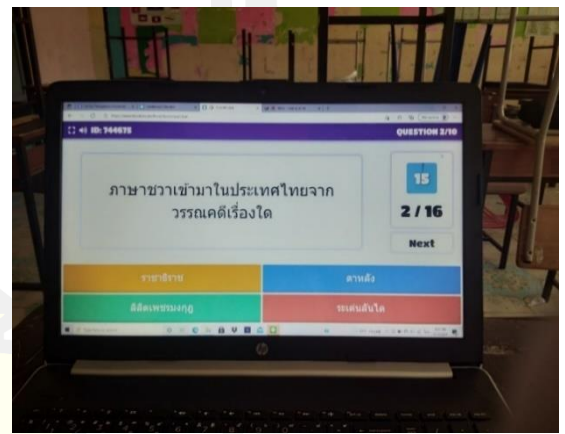 ID: 744675
QUESTION 3/10
ภาษาชวาเข้ามาในประเทศไทยจาก
วรรณคดีเรื่องใด
15
2 / 16
Next
ราชาธิราช
ดาหลัง
ลิลิตเพชรมงกุฎ
ระเด่นลันได